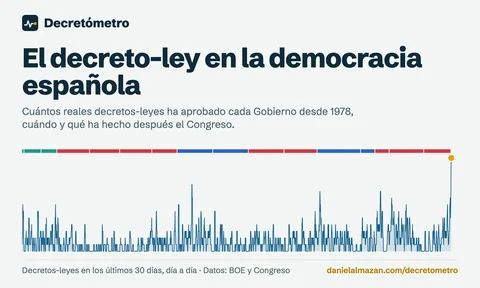 Decretómetro
El decreto-ley en la democracia
española
Cuántos reales decretos-leyes ha aprobado cada Gobierno desde 1978,
cuándo y qué ha hecho después el Congreso.
Decretos-leyes en los últimos 30 días, día a día · Datos: BOE y Congreso
danielalmazan.com/decretometro